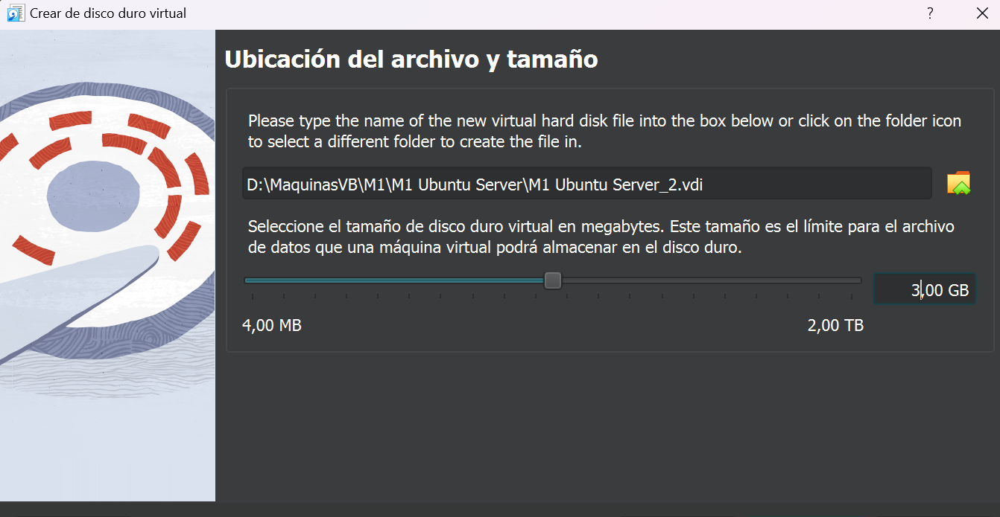 Crear de disco duro virtual
?
Ubicación del archivo y tamaño
Please type the name of the new virtual hard disk file into the box below or click on the folder icon
to select a different folder to create the file in.
D:\MaquinasVB\M1\M1 Ubuntu Server\M1 Ubuntu Server_2.vdi
Seleccione el tamaño de disco duro virtual en megabytes. Este tamaño es el límite para el archivo
de datos que una máquina virtual podrá almacenar en el disco duro.
3,00 GB
4,00 MB
2,00 TB